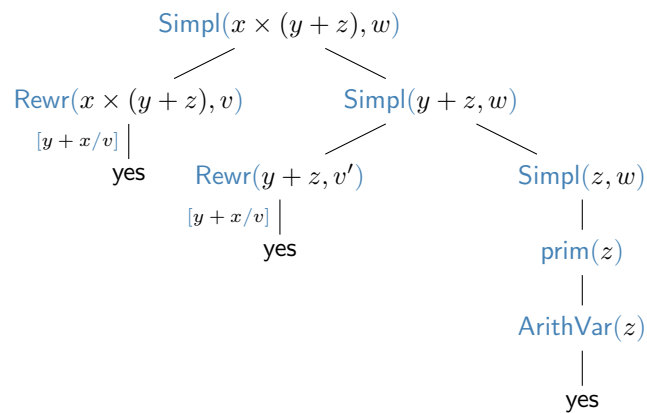 Simpl(x × (y + z), w)
Rewr(x × (y + z), v) Simpl(y + z, w)
[y + x/v]
yes Rewr(y + z, v′) Simpl(z, w)
[y + x/v]
yes prim(z)
ArithVar(z)
yes